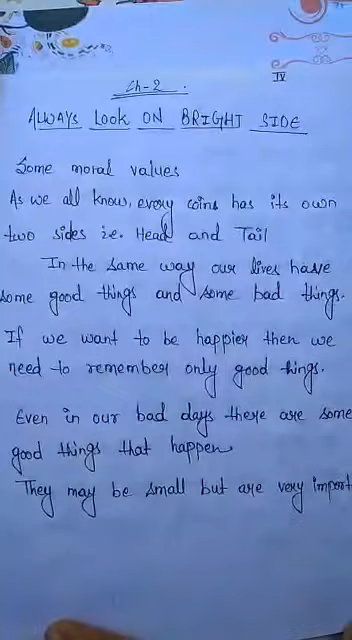 IV
Ch-2.
ALWAYS LOOK ON BRIGHT SIDE
Some moral values
As we all know, every coins has its own
two sides i.e. Head and Tail
In the same way our lives have
some good things and some bad things.
If we want to be happier then we
need to remember only good things.
Even in our bad days there are some
good things that happen
They may be small but are very import